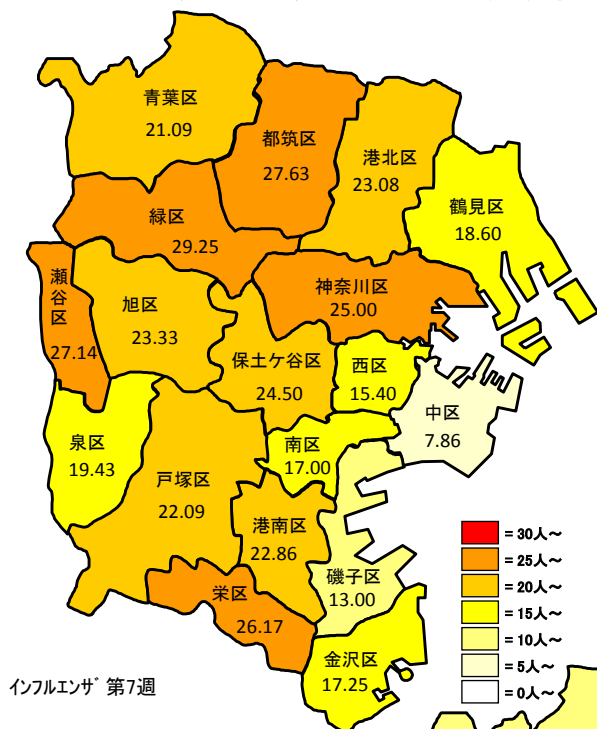 青葉区
21.09
都筑区
27.63
港北区
23.08
鶴見区
18.60
緑区
29.25
瀬谷区
27.14
旭区
23.33
神奈川区
25.00
保土ケ谷区
24.50
西区
15.40
中区
7.86
泉区
19.43
戸塚区
22.09
南区
17.00
港南区
22.86
磯子区
13.00
栄区
26.17
金沢区
17.25
= 30人～
= 25人～
= 20人～
= 15人～
= 10人～
= 5人～
= 0人～
インフルエンザ 第7週